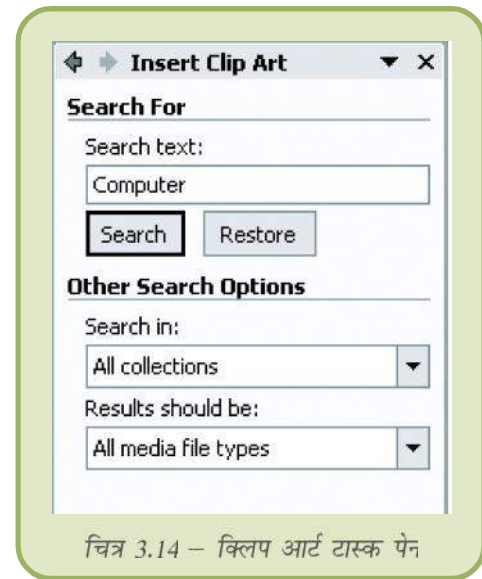 Insert Clip Art
Search For
Search text:
Computer
Search Restore
Other Search Options
Search in:
All collections
Results should be:
All media file types
चित्र 3.14 – क्लिप आर्ट टास्क पेन